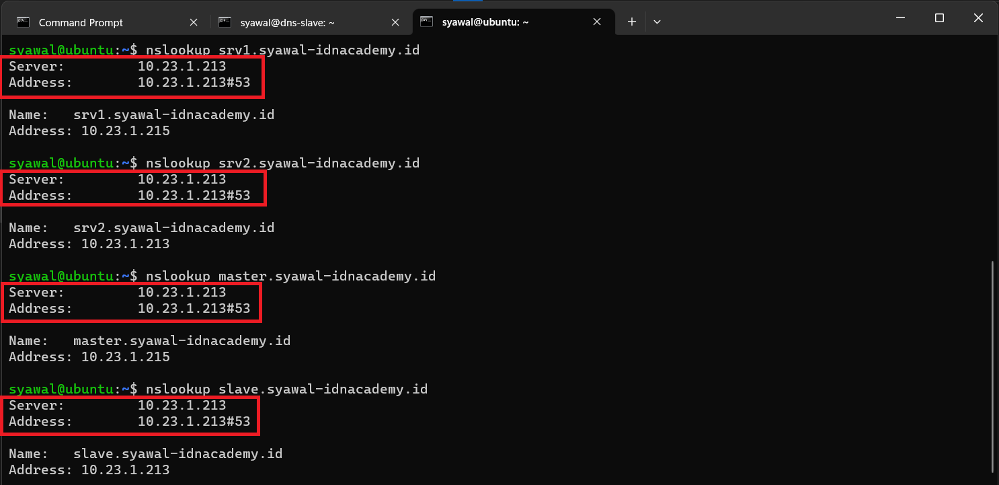 Command Prompt
syawal@dns-slave: ~
syawal@ubuntu: ~
syawal@ubuntu:~$ nslookup srv1.syawal-idnacademy.id
Server:         10.23.1.213
Address:        10.23.1.213#53
Name:   srv1.syawal-idnacademy.id
Address: 10.23.1.215
syawal@ubuntu:~$ nslookup srv2.syawal-idnacademy.id
Server:         10.23.1.213
Address:        10.23.1.213#53
Name:   srv2.syawal-idnacademy.id
Address: 10.23.1.213
syawal@ubuntu:~$ nslookup master.syawal-idnacademy.id
Server:         10.23.1.213
Address:        10.23.1.213#53
Name:   master.syawal-idnacademy.id
Address: 10.23.1.215
syawal@ubuntu:~$ nslookup slave.syawal-idnacademy.id
Server:         10.23.1.213
Address:        10.23.1.213#53
Name:   slave.syawal-idnacademy.id
Address: 10.23.1.213